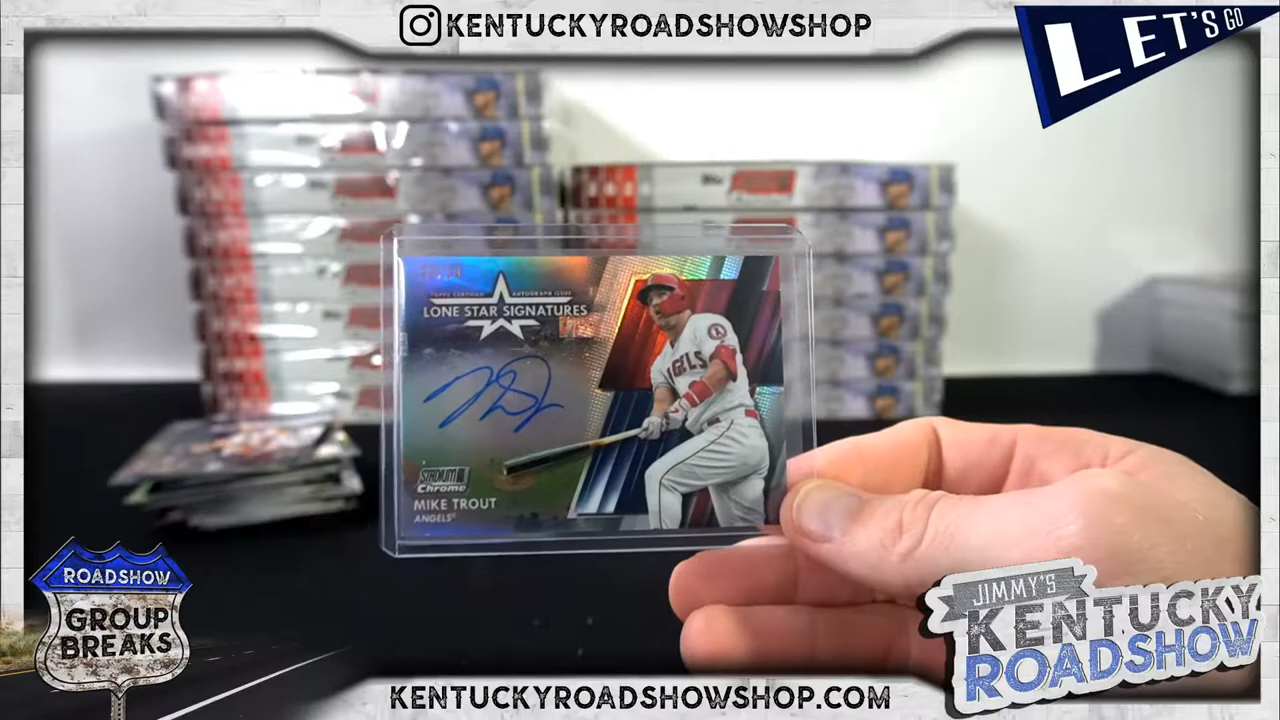 KENTUCKYROADSHOWSHOP
LET'S GO
TOPPS CERTIFIED AUTOGRAPH ISSUE
LONE STAR SIGNATURES
ANGELS
A
STADIUM CLUB
Chrome
MIKE TROUT
ANGELS
ROADSHOW
GROUP
BREAKS
JIMMY'S
KENTUCKY
ROADSHOW
KENTUCKYROADSHOWSHOP.COM